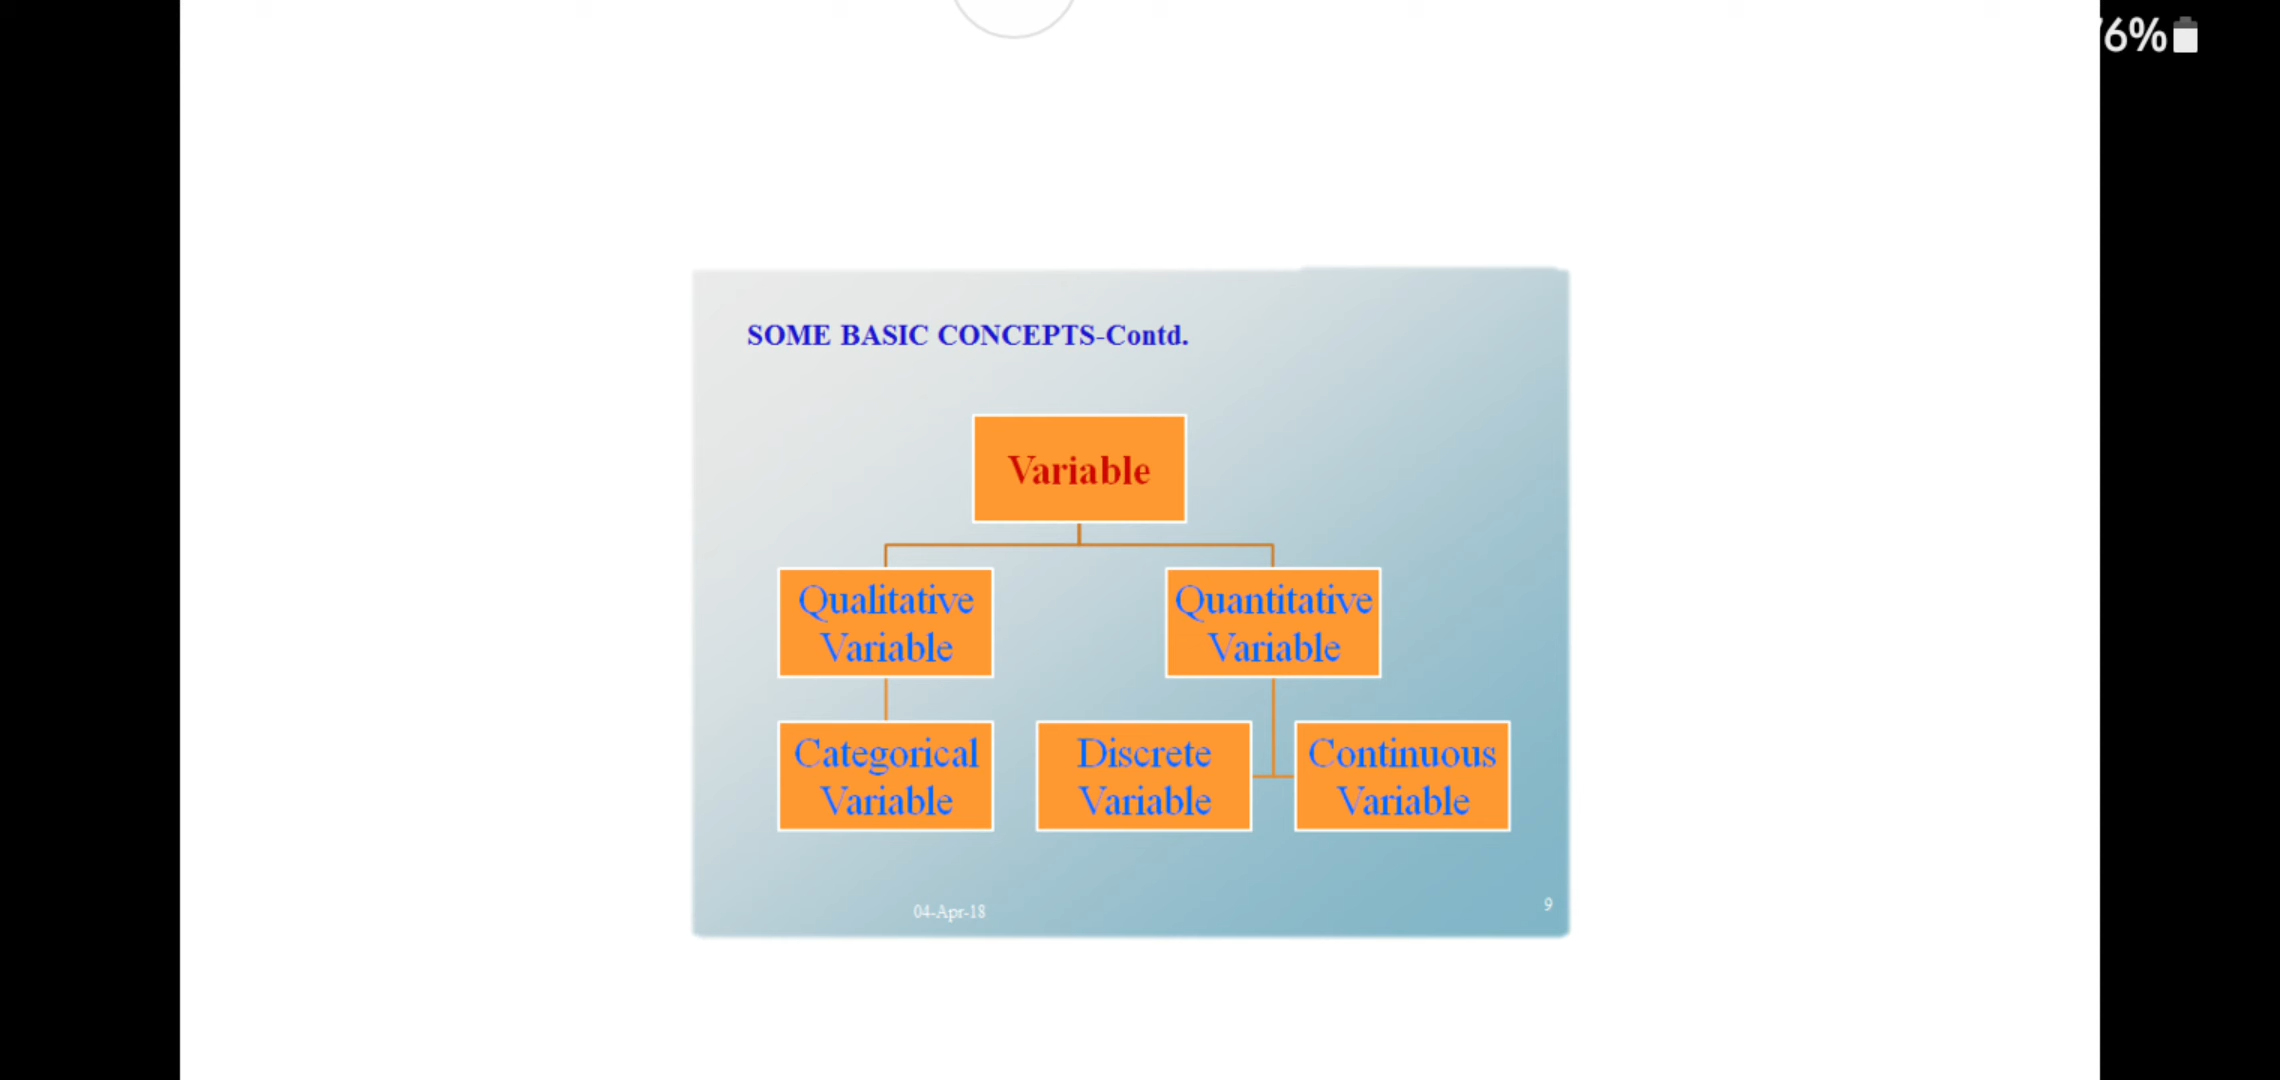 6%
SOME BASIC CONCEPTS-Contd.
Variable
Qualitative
Variable
Quantitative
Variable
Categorical
Variable
Discrete
Variable
Continuous
Variable
04-Apr-18
9